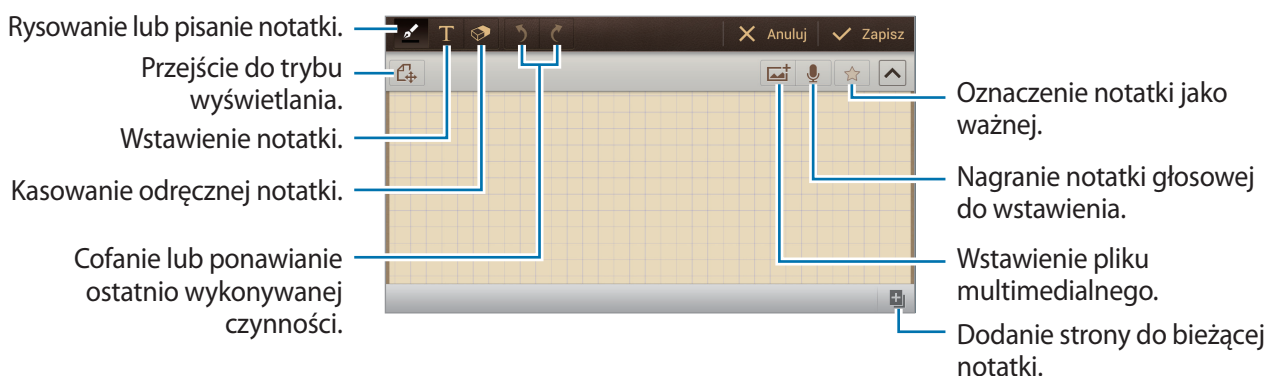 Rysowanie lub pisanie notatki.
Przejście do trybu
wyświetlania.
Wstawienie notatki.
Kasowanie odręcznej notatki.
Cofanie lub ponawianie
ostatnio wykonywanej
czynności.
T
Anuluj
Zapisz
Oznaczenie notatki jako
ważnej.
Nagranie notatki głosowej
do wstawienia.
Wstawienie pliku
multimedialnego.
Dodanie strony do bieżącej
notatki.